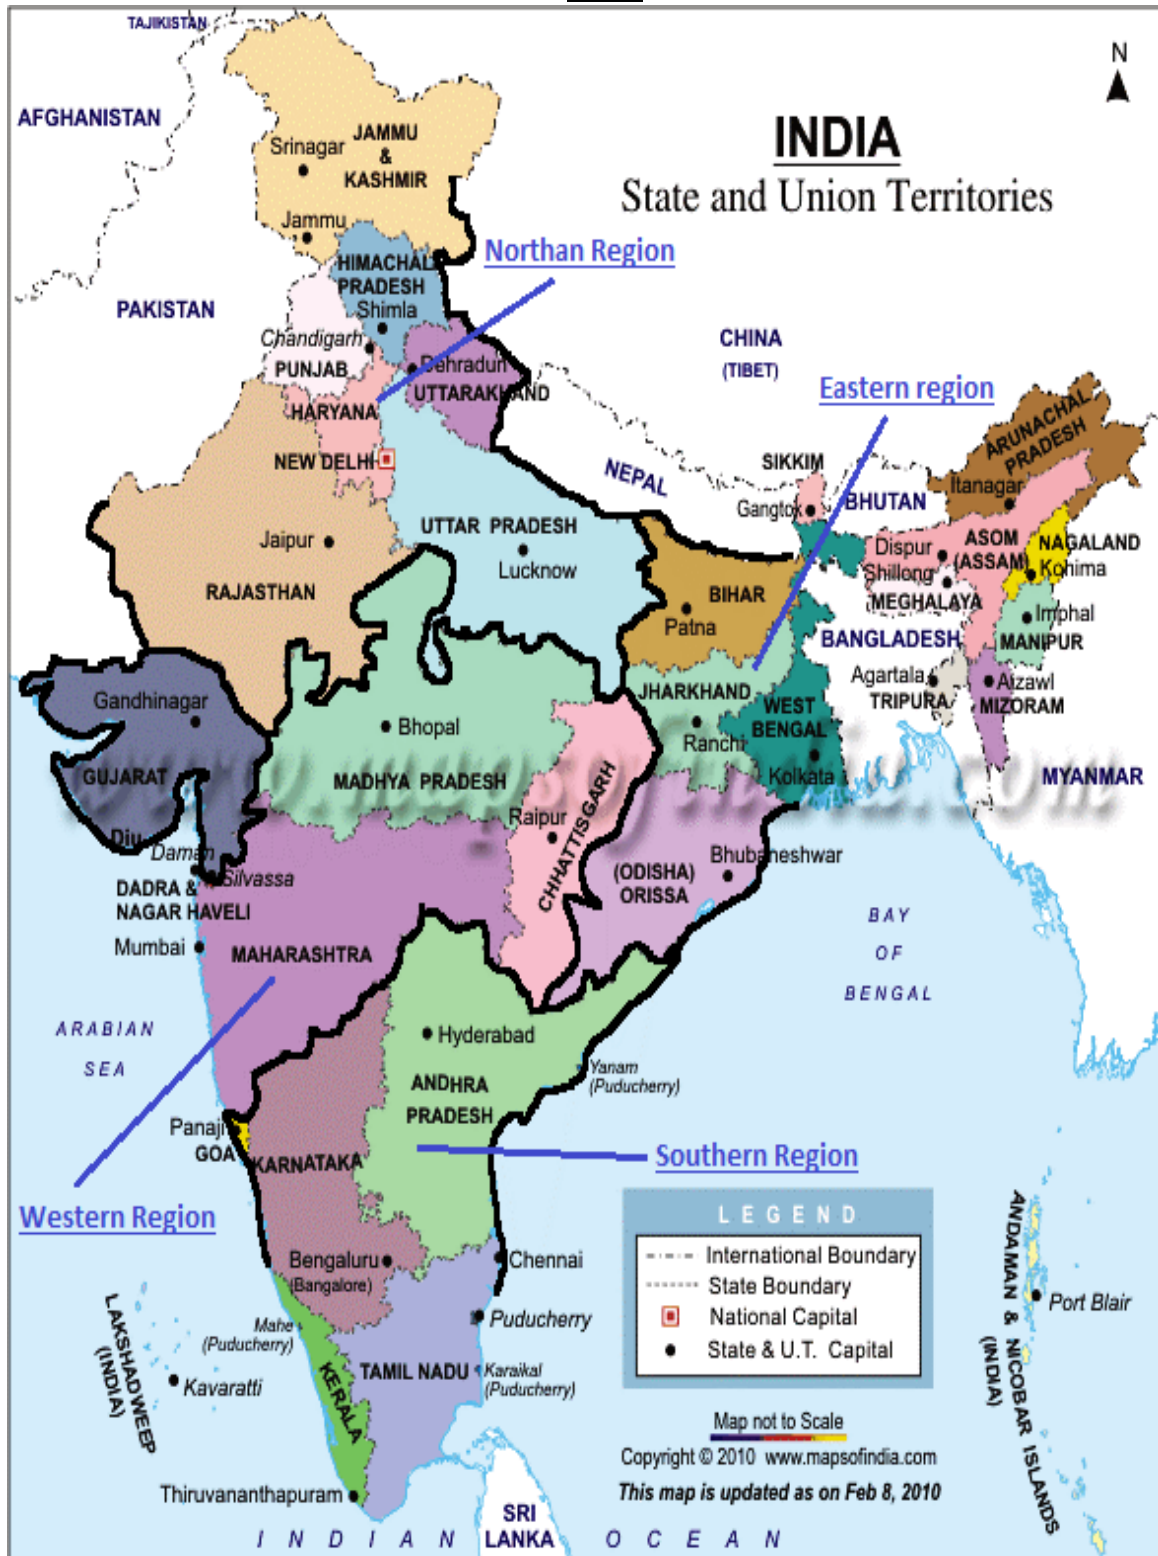 TAJIKISTAN
N
AFGHANISTAN
INDIA
State and Union Territories
JAMMU
&
KASHMIR
Srinagar
Jammu
Northan Region
HIMACHAL
PRADESH
Shimla
PAKISTAN
Chandigarh
PUNJAB
Dehradun
UTTARAKHAND
CHINA
(TIBET)
Eastern region
HARYANA
NEW DELHI
NEPAL
SIKKIM
Gangtok
BHUTAN
ARUNACHAL
PRADESH
Itanagar
UTTAR PRADESH
Lucknow
Jaipur
RAJASTHAN
Dispur
Shillong
ASOM
(ASSAM)
NAGALAND
Kohima
MEGHALAYA
BIHAR
Patna
BANGLADESH
Imphal
MANIPUR
Agartala
TRIPURA
Aizawl
MIZORAM
Gandhinagar
GUJARAT
Bhopal
MADHYA PRADESH
JHARKHAND
Ranchi
WEST
BENGAL
Kolkata
MYANMAR
www.mapsofindia.com
Raipur
CHHATTISGARH
Diu
Daman
Silvassa
DADRA &
NAGAR HAVELI
Mumbai
MAHARASHTRA
(ODISHA)
ORISSA
Bhubaneshwar
BAY
OF
BENGAL
ARABIAN
SEA
Hyderabad
ANDHRA
PRADESH
Yanam
(Puducherry)
Panaji
GOA
KARNATAKA
Southern Region
Western Region
Bengaluru
(Bangalore)
Chennai
LEGEND
International Boundary
State Boundary
National Capital
State & U.T. Capital
Mahe
(Puducherry)
Puducherry
LAKSHADWEEP
(INDIA)
Kavaratti
KERALA
TAMIL NADU
Karaikal
(Puducherry)
ANDAMAN & NICOBAR ISLANDS
(INDIA)
Port Blair
Map not to Scale
Copyright © 2010 www.mapsofindia.com
This map is updated as on Feb 8, 2010
Thiruvananthapuram
SRI
LANKA
INDIAN OCEAN